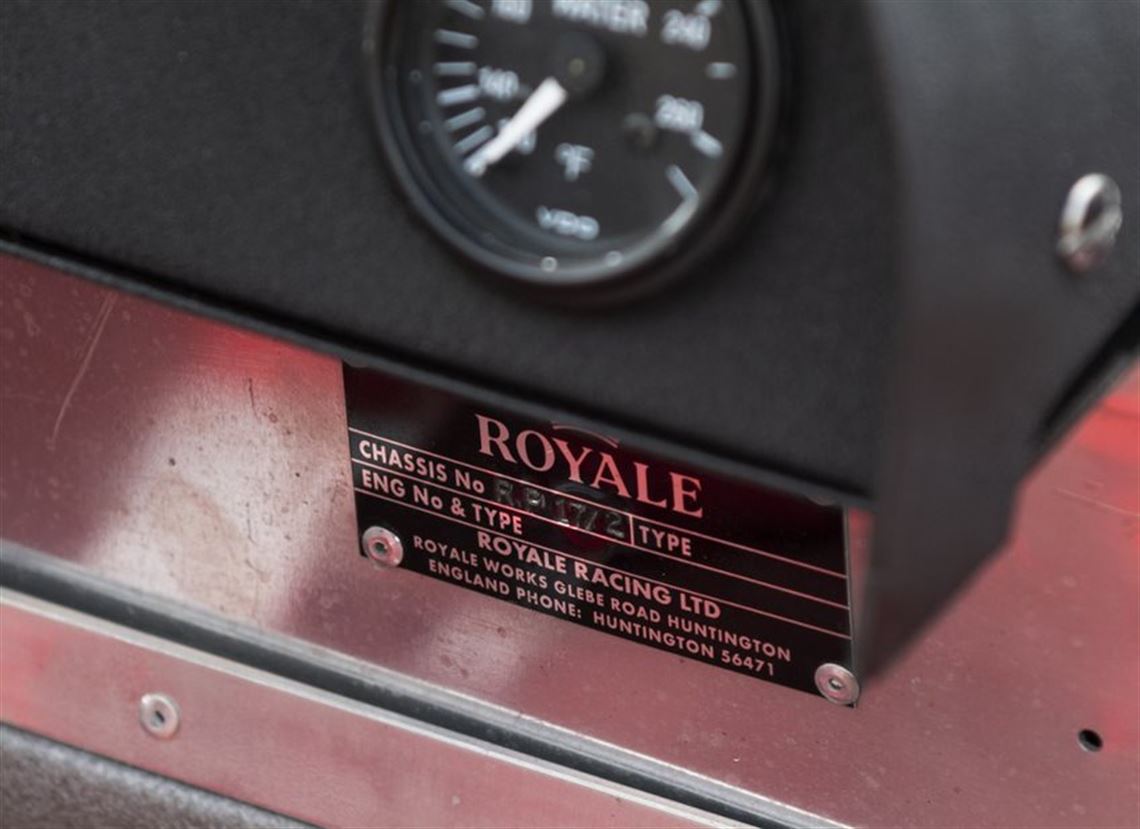 WATER 240
140
260
°F
VDO
ROYALE
CHASSIS No RP 17/2 TYPE
ENG No & TYPE
ROYALE RACING LTD
ROYALE WORKS GLEBE ROAD HUNTINGTON
ENGLAND PHONE: HUNTINGTON 56471